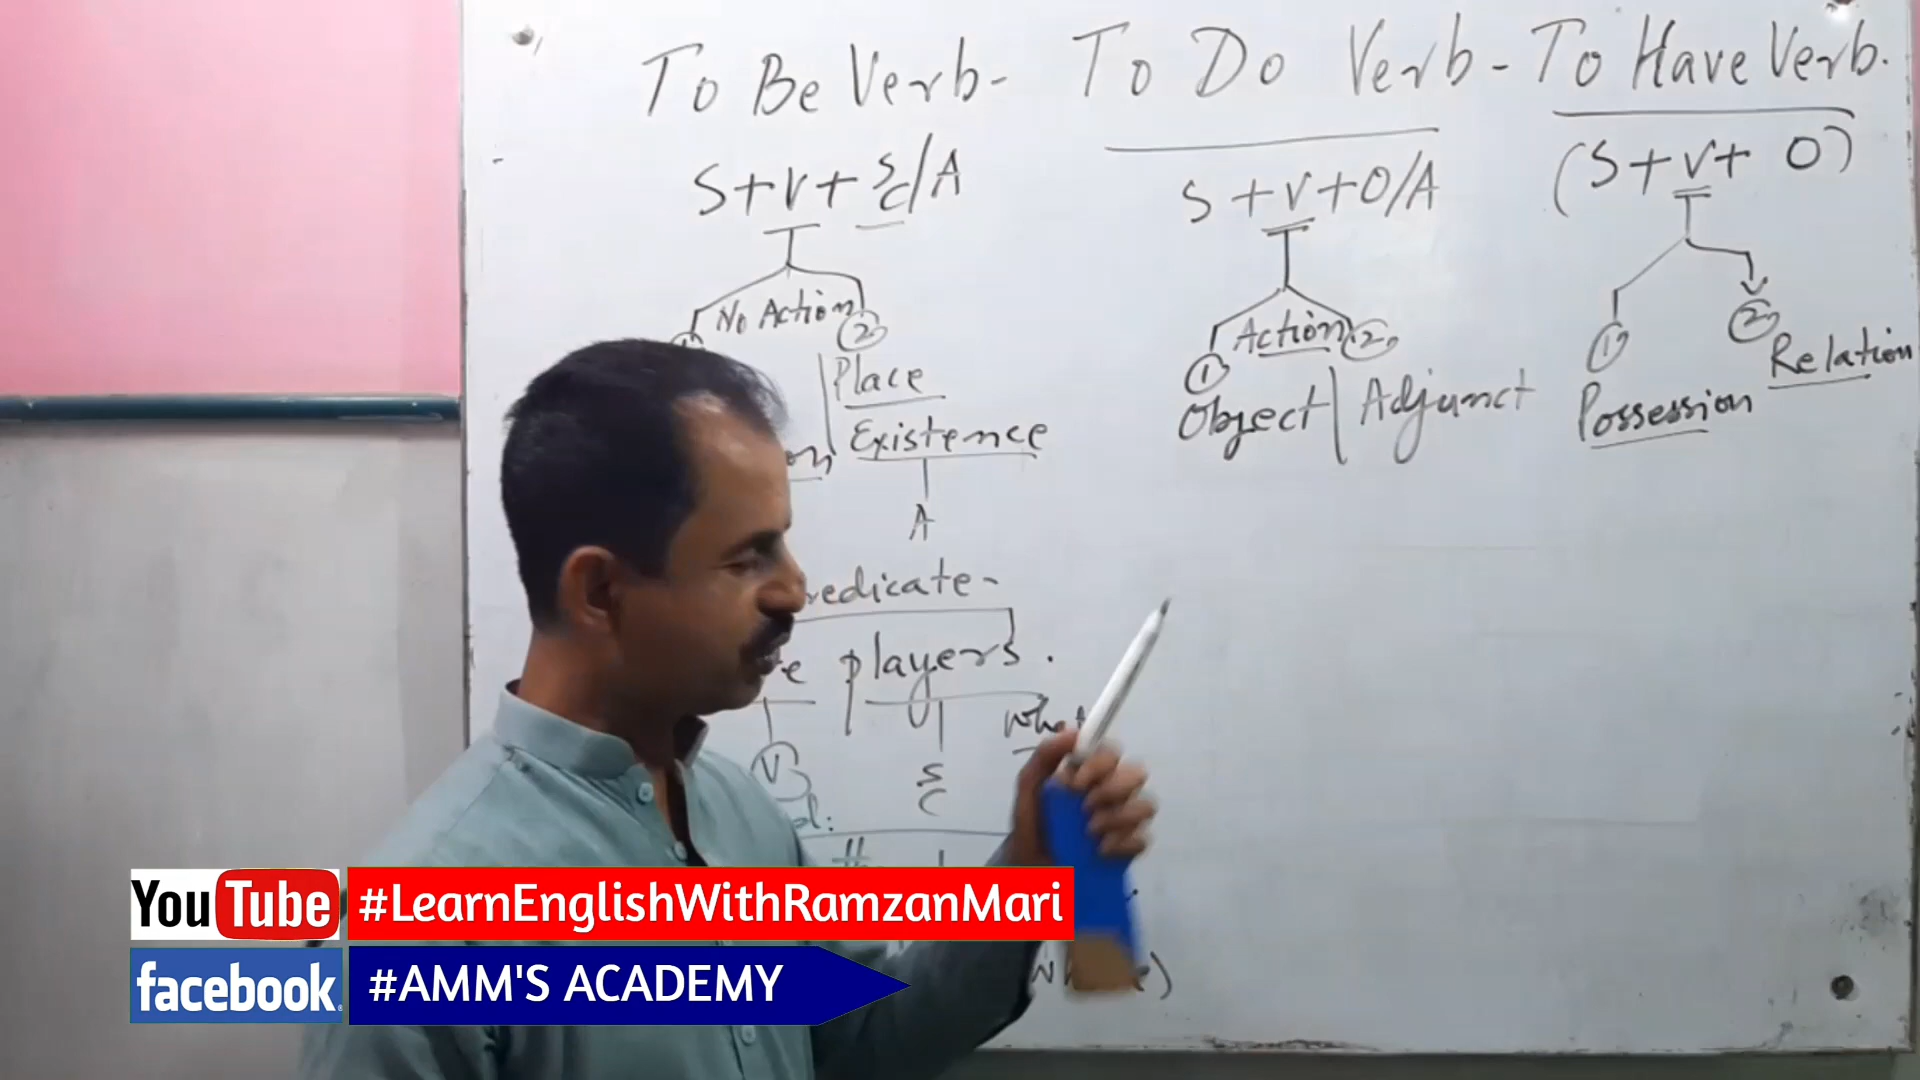 To Be Verb- To Do Verb - To Have Verb.
S+V+ SC/A
S+V+O/A
(S+V+ O)
No Action
2
Action
1
2
1
2
Place
Existence
A
Object | Adjunct
Possession
Relation
players.
V
S
C
YouTube #LearnEnglishWithRamzanMari
facebook. #AMM'S ACADEMY